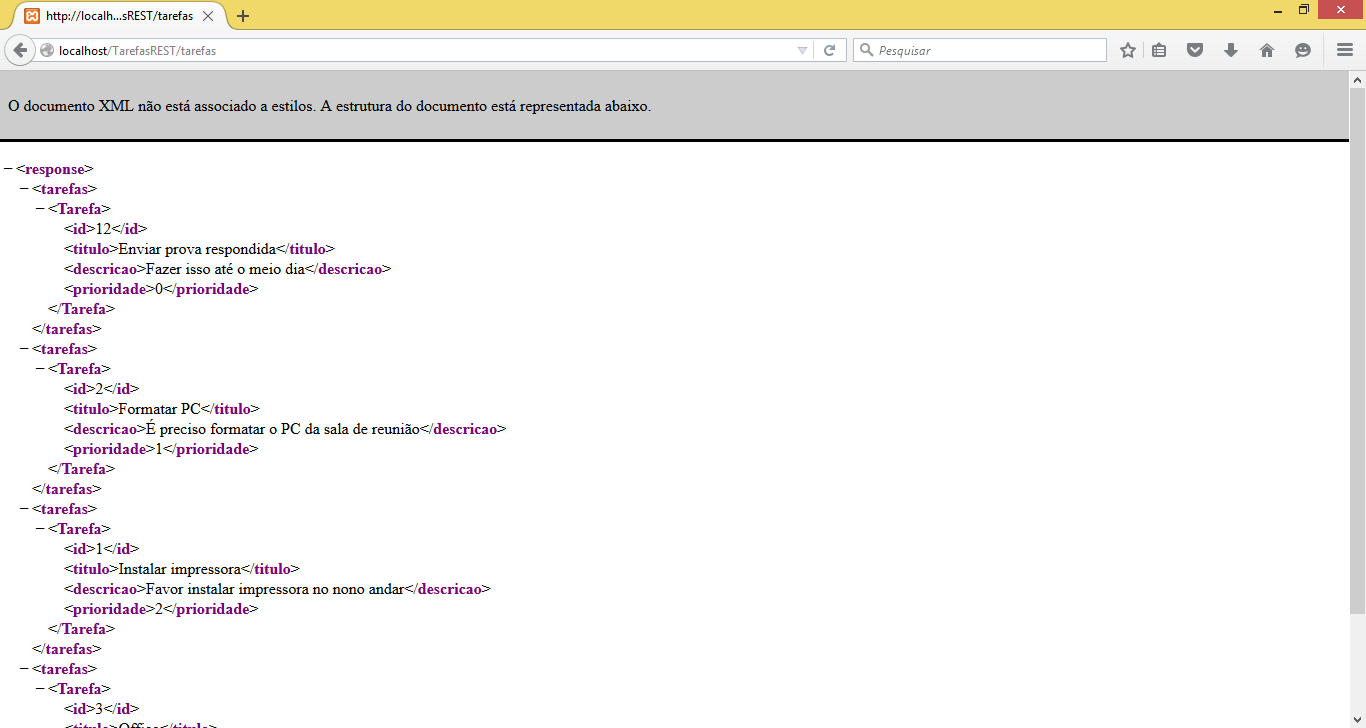 http://localh...sREST/tarefas
localhost/TarefasREST/tarefas
Pesquisar
O documento XML não está associado a estilos. A estrutura do documento está representada abaixo.
− <response>
− <tarefas>
− <Tarefa>
<id>12</id>
<titulo>Enviar prova respondida</titulo>
<descricao>Fazer isso até o meio dia</descricao>
<prioridade>0</prioridade>
</Tarefa>
</tarefas>
− <tarefas>
− <Tarefa>
<id>2</id>
<titulo>Formatar PC</titulo>
<descricao>É preciso formatar o PC da sala de reunião</descricao>
<prioridade>1</prioridade>
</Tarefa>
</tarefas>
− <tarefas>
− <Tarefa>
<id>1</id>
<titulo>Instalar impressora</titulo>
<descricao>Favor instalar impressora no nono andar</descricao>
<prioridade>2</prioridade>
</Tarefa>
</tarefas>
− <tarefas>
− <Tarefa>
<id>3</id>
<titulo>Office</titulo>